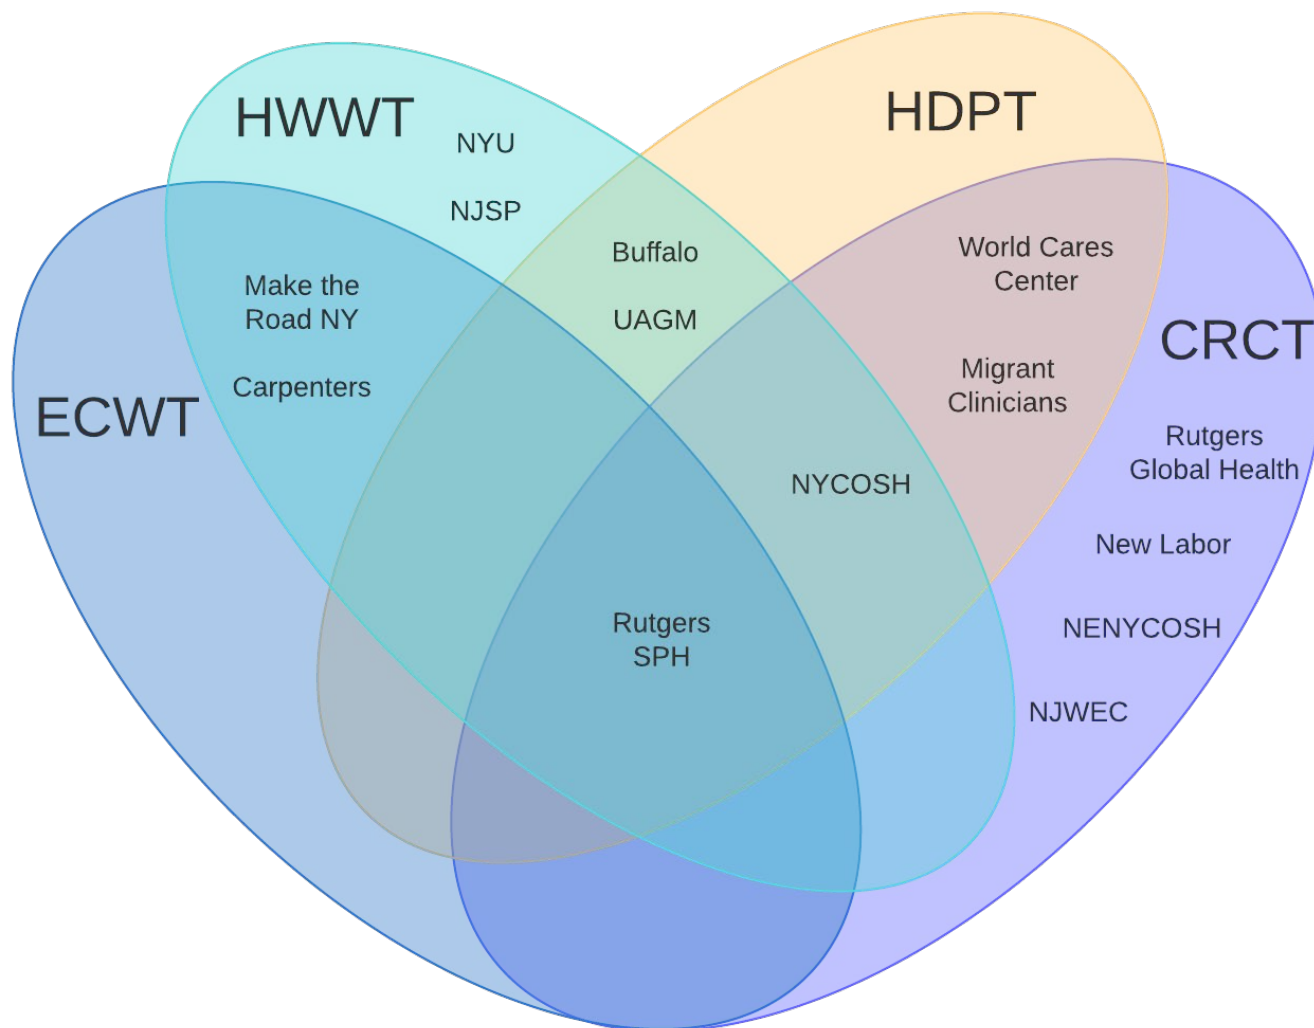 HWWT
NYU
NJSP
HDPT
Buffalo
UAGM
World Cares
Center
Make the
Road NY
Carpenters
ECWT
Migrant
Clinicians
CRCT
Rutgers
Global Health
NYCOSH
New Labor
Rutgers
SPH
NENYCOSH
NJWEC